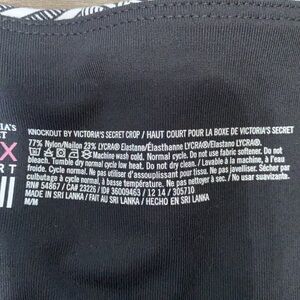 KNOCKOUT BY VICTORIA'S SECRET CROP / HAUT COURT POUR LA BOXE DE VICTORIA'S SECRET
77% Nylon/Nailon 23% LYCRA® Elastane/Élasthanne LYCRA®/Elastano LYCRA®.
Machine wash cold. Normal cycle. Do not use fabric softener. Do not
bleach. Tumble dry normal cycle low heat. Do not dry clean. / Lavable à la machine, à l'eau
froide. Cycle normal. Ne pas utiliser d'assouplissant pour tissu. Ne pas javelliser. Sécher par
culbutage à cycle normal, à basse température. Ne pas nettoyer à sec. / No usar suavizante.
RN# 54867 / CA# 23226 / ID# 36009463 / 12 14 / 305710
MADE IN SRI LANKA / FAIT AU SRI LANKA / HECHO EN SRI LANKA
M/M
IA'S
ET
X
RT